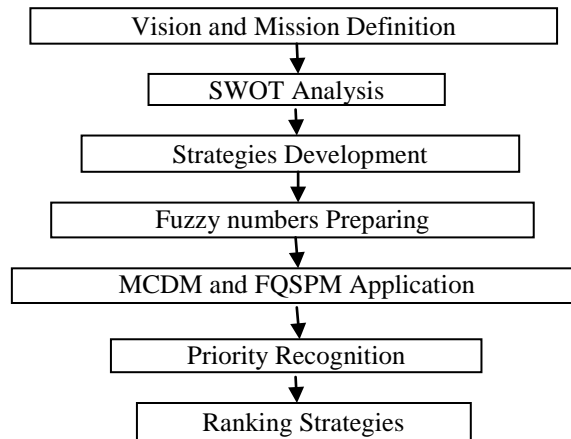 Vision and Mission Definition
SWOT Analysis
Strategies Development
Fuzzy numbers Preparing
MCDM and FQSPM Application
Priority Recognition
Ranking Strategies